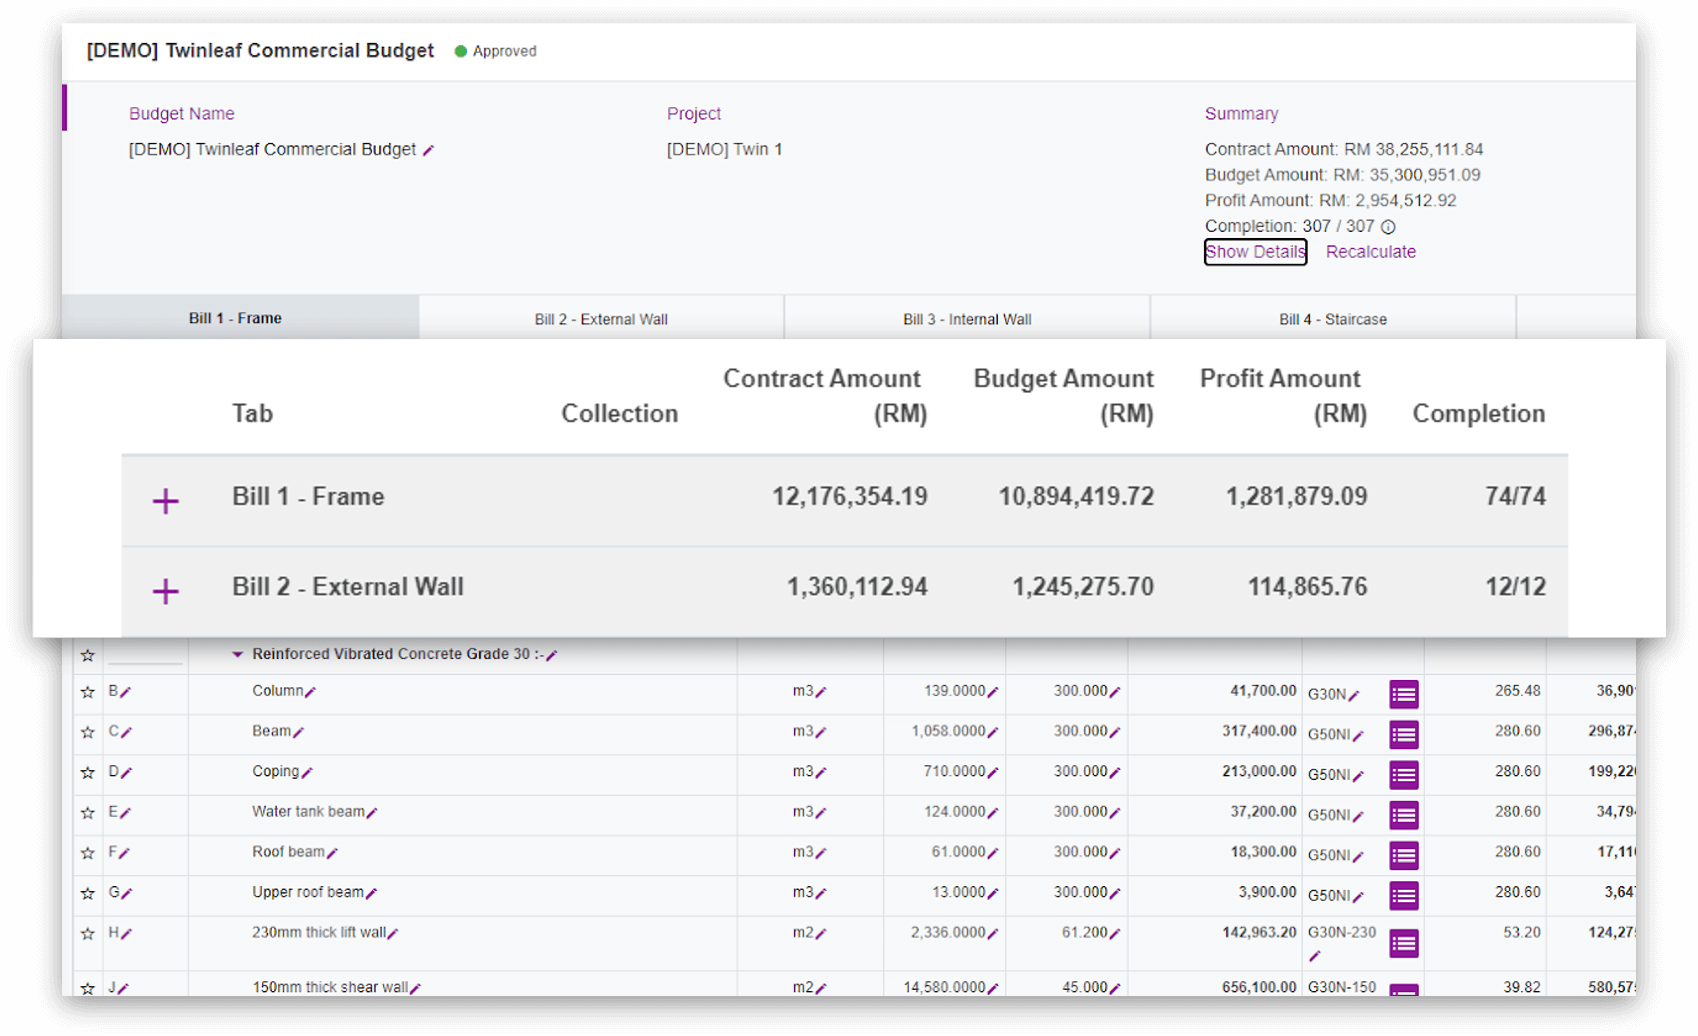 [DEMO] Twinleaf Commercial Budget Approved
Budget Name Project Summary
[DEMO] Twinleaf Commercial Budget [DEMO] Twin 1 Contract Amount: RM 38,255,111.84
Budget Amount: RM: 35,300,951.09
Profit Amount: RM: 2,954,512.92
Completion: 307 / 307
Show Details Recalculate
Bill 1 - Frame Bill 2 - External Wall Bill 3 - Internal Wall Bill 4 - Staircase
Contract Amount Budget Amount Profit Amount
Tab Collection (RM) (RM) (RM) Completion
Bill 1 - Frame 12,176,354.19 10,894,419.72 1,281,879.09 74/74
Bill 2 - External Wall 1,360,112.94 1,245,275.70 114,865.76 12/12
Reinforced Vibrated Concrete Grade 30 :-
B Column m3 139.0000 300.000 41,700.00 G30N 265.48 36,90
C Beam m3 1,058.0000 300.000 317,400.00 G50NI 280.60 296,87
D Coping m3 710.0000 300.000 213,000.00 G50NI 280.60 199,22
E Water tank beam m3 124.0000 300.000 37,200.00 G50NI 280.60 34,79
F Roof beam m3 61.0000 300.000 18,300.00 G50NI 280.60 17,11
G Upper roof beam m3 13.0000 300.000 3,900.00 G50NI 280.60 3,64
H 230mm thick lift wall m2 2,336.0000 61.200 142,963.20 G30N-230 53.20 124,27
J 150mm thick shear wall m2 14,580.0000 45.000 656,100.00 G30N-150 39.82 580,57